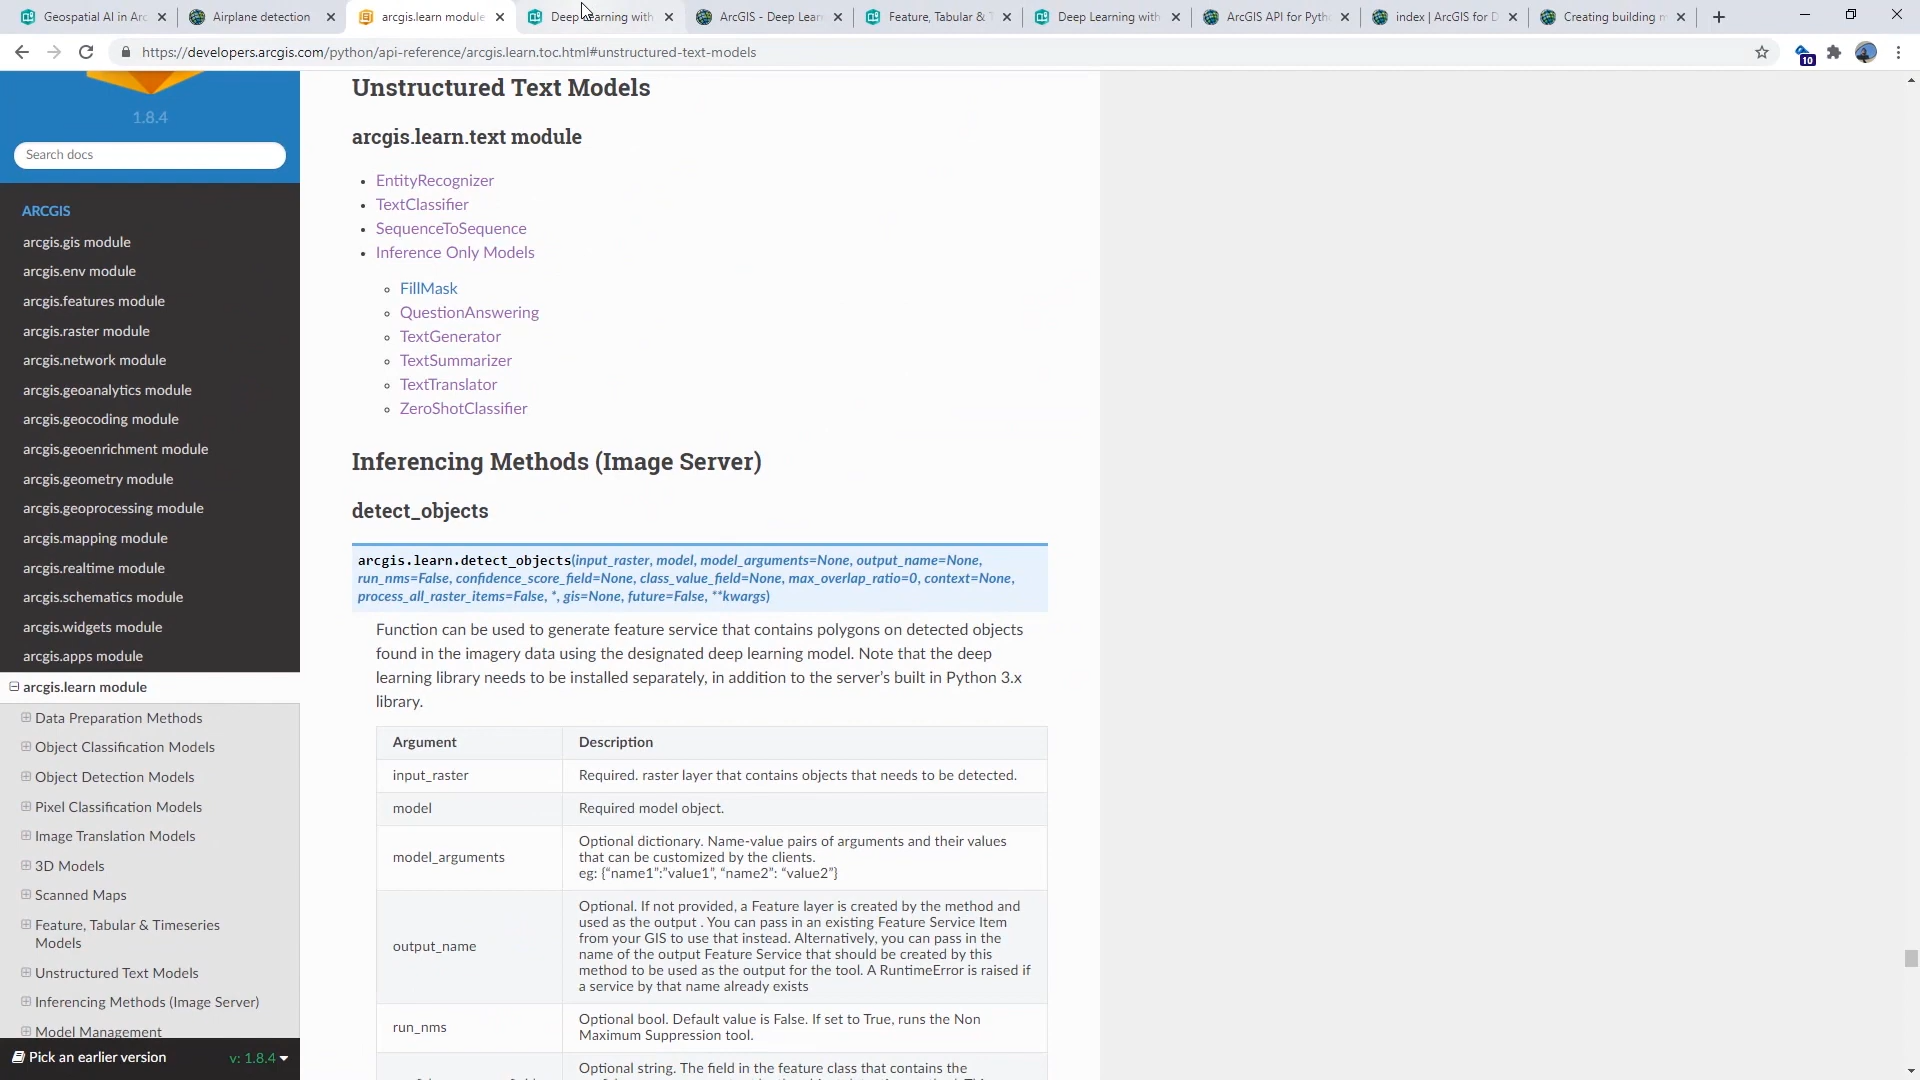 Geospatial AI in Arc
Airplane detection
arcgis.learn module
Deep Learning with
ArcGIS - Deep Lear
Feature, Tabular & T
Deep Learning with
ArcGIS API for Pyth
index | ArcGIS for D
Creating building m
https://developers.arcgis.com/python/api-reference/arcgis.learn.toc.html#unstructured-text-models
10
1.8.4
Search docs
ARCGIS
arcgis.gis module
arcgis.env module
arcgis.features module
arcgis.raster module
arcgis.network module
arcgis.geoanalytics module
arcgis.geocoding module
arcgis.geoenrichment module
arcgis.geometry module
arcgis.geoprocessing module
arcgis.mapping module
arcgis.realtime module
arcgis.schematics module
arcgis.widgets module
arcgis.apps module
arcgis.learn module
Data Preparation Methods
Object Classification Models
Object Detection Models
Pixel Classification Models
Image Translation Models
3D Models
Scanned Maps
Feature, Tabular & Timeseries
Models
Unstructured Text Models
Inferencing Methods (Image Server)
Model Management
Pick an earlier version
v: 1.8.4
Unstructured Text Models
arcgis.learn.text module
EntityRecognizer
TextClassifier
SequenceToSequence
Inference Only Models
FillMask
QuestionAnswering
TextGenerator
TextSummarizer
TextTranslator
ZeroShotClassifier
Inferencing Methods (Image Server)
detect_objects
arcgis.learn.detect_objects(input_raster, model, model_arguments=None, output_name=None,
run_nms=False, confidence_score_field=None, class_value_field=None, max_overlap_ratio=0, context=None,
process_all_raster_items=False, *, gis=None, future=False, **kwargs)
Function can be used to generate feature service that contains polygons on detected objects
found in the imagery data using the designated deep learning model. Note that the deep
learning library needs to be installed separately, in addition to the server's built in Python 3.x
library.
Argument Description
input_raster Required. raster layer that contains objects that needs to be detected.
model Required model object.
model_arguments
Optional dictionary. Name-value pairs of arguments and their values
that can be customized by the clients.
eg: {“name1”:”value1”, “name2”: “value2”}
output_name
Optional. If not provided, a Feature layer is created by the method and
used as the output . You can pass in an existing Feature Service Item
from your GIS to use that instead. Alternatively, you can pass in the
name of the output Feature Service that should be created by this
method to be used as the output for the tool. A RuntimeError is raised if
a service by that name already exists
run_nms
Optional bool. Default value is False. If set to True, runs the Non
Maximum Suppression tool.
Optional string. The field in the feature class that contains the